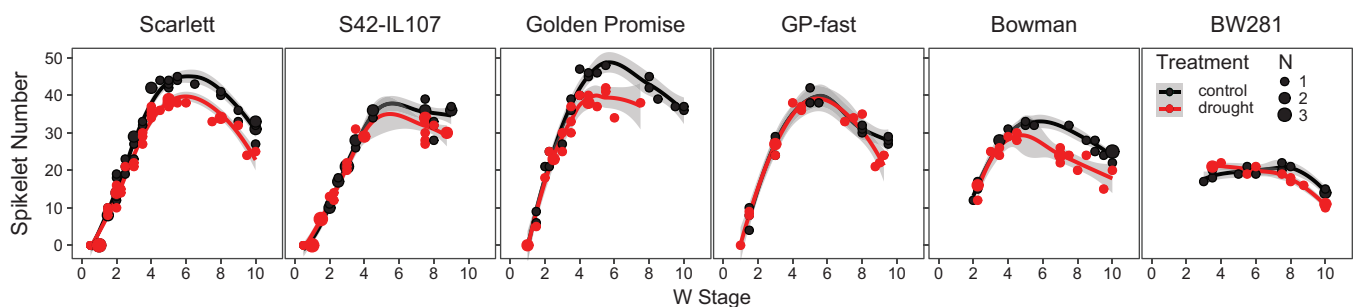 Scarlett S42-IL107 Golden Promise GP-fast Bowman BW281
Spikelet Number
50
40
30
20
10
0
Treatment
control
drought
N
1
2
3
0 2 4 6 8 10 0 2 4 6 8 10 0 2 4 6 8 10 0 2 4 6 8 10 0 2 4 6 8 10 0 2 4 6 8 10
W Stage